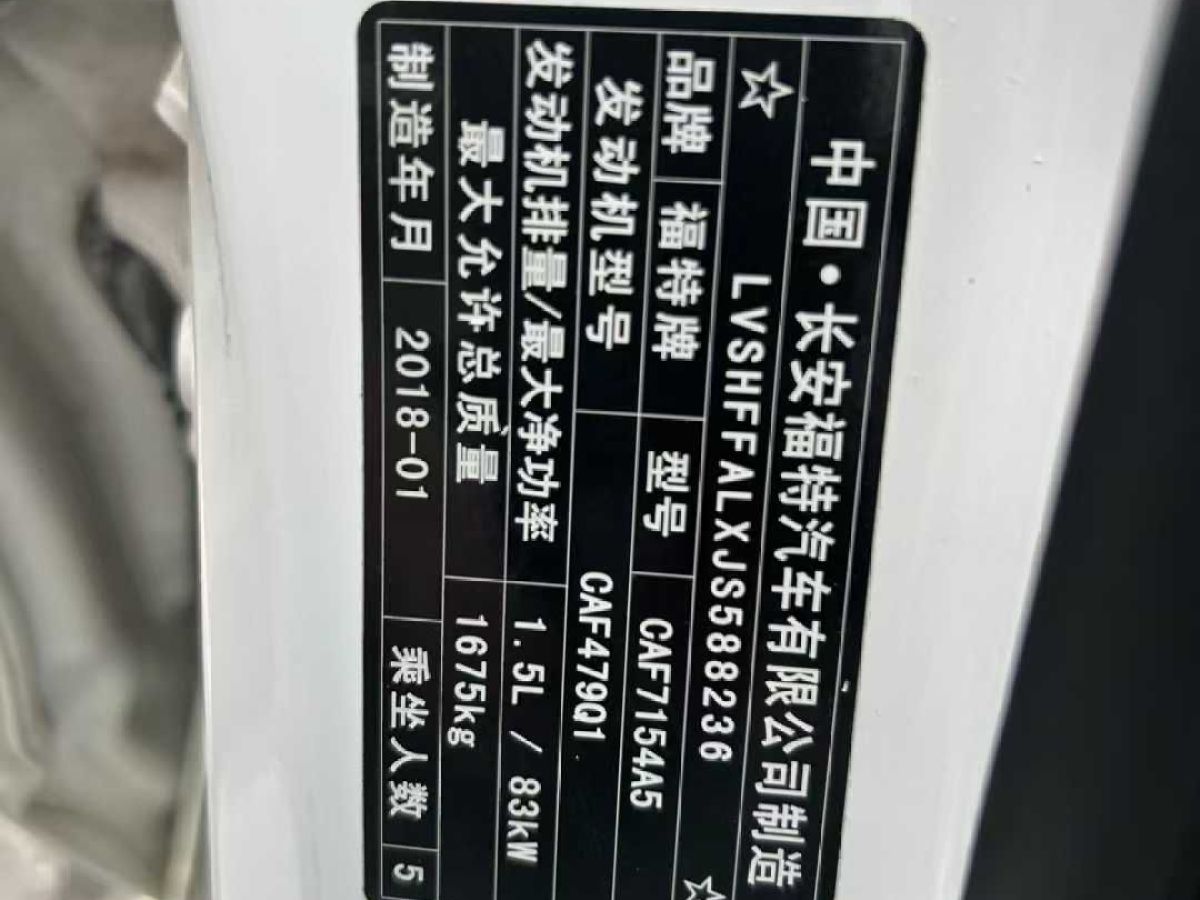 中国·长安福特汽车有限公司制造
☆ LVSHFFALXJS588236 ☆
品牌 福特牌 型号 CAF7154A5
发动机型号 CAF479Q1
发动机排量/最大净功率 1.5L / 83kW
最大允许总质量 1675kg
制造年月 2018-01 乘坐人数 5